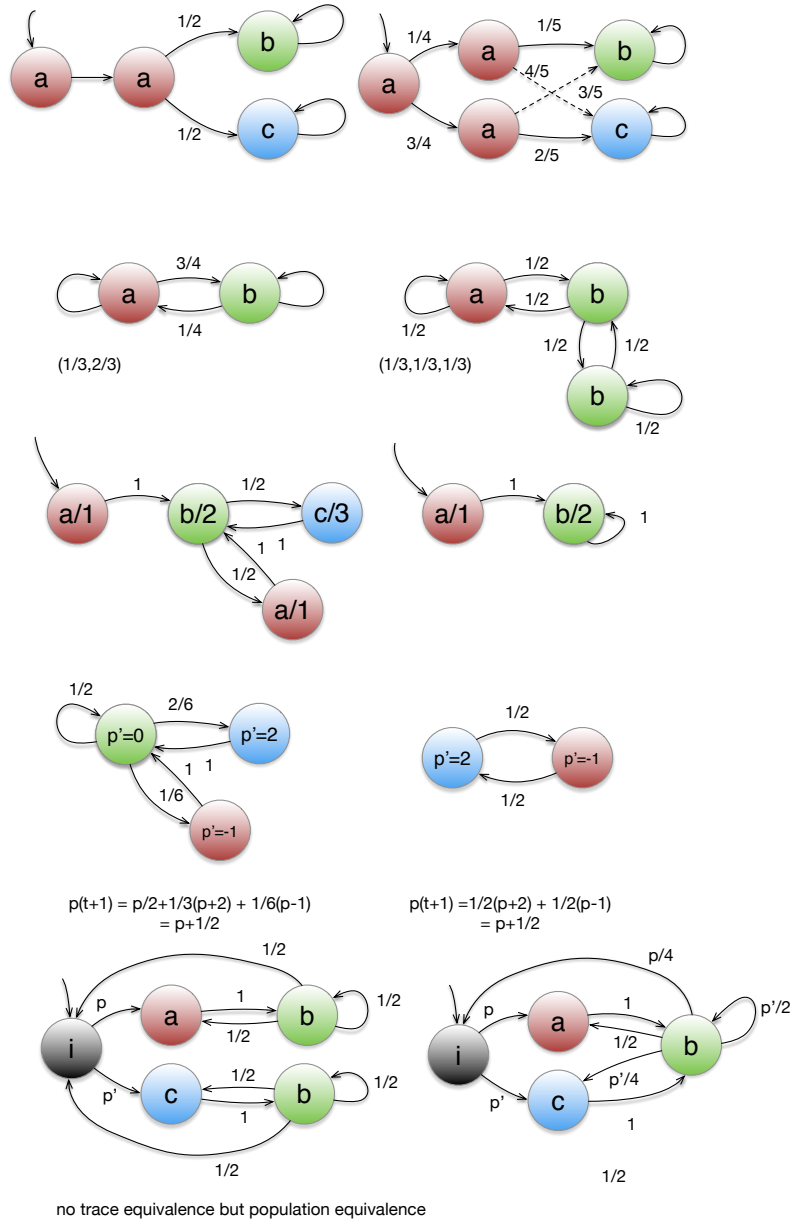 1/2
b
a
a
c
1/2
1/4
a
1/5
b
4/5
a
3/5
3/4
a
2/5
c
3/4
a
b
1/4
(1/3,2/3)
1/2
a
b
1/2
1/2
1/2
1/2
(1/3,1/3,1/3)
b
1/2
1
1/2
a/1
b/2
c/3
1
1
1/2
a/1
1
a/1
b/2
1
1/2
2/6
p'=0
p'=2
1
1
1/6
p'=-1
1/2
p'=2
p'=-1
1/2
p(t+1) = p/2+1/3(p+2) + 1/6(p-1)
= p+1/2
p(t+1) =1/2(p+2) + 1/2(p-1)
= p+1/2
1/2
p
a
1
b
1/2
1/2
i
p'
c
1/2
1
b
1/2
1/2
p/4
p
a
1
p'/2
1/2
b
i
p'/4
p'
c
1
1/2
no trace equivalence but population equivalence